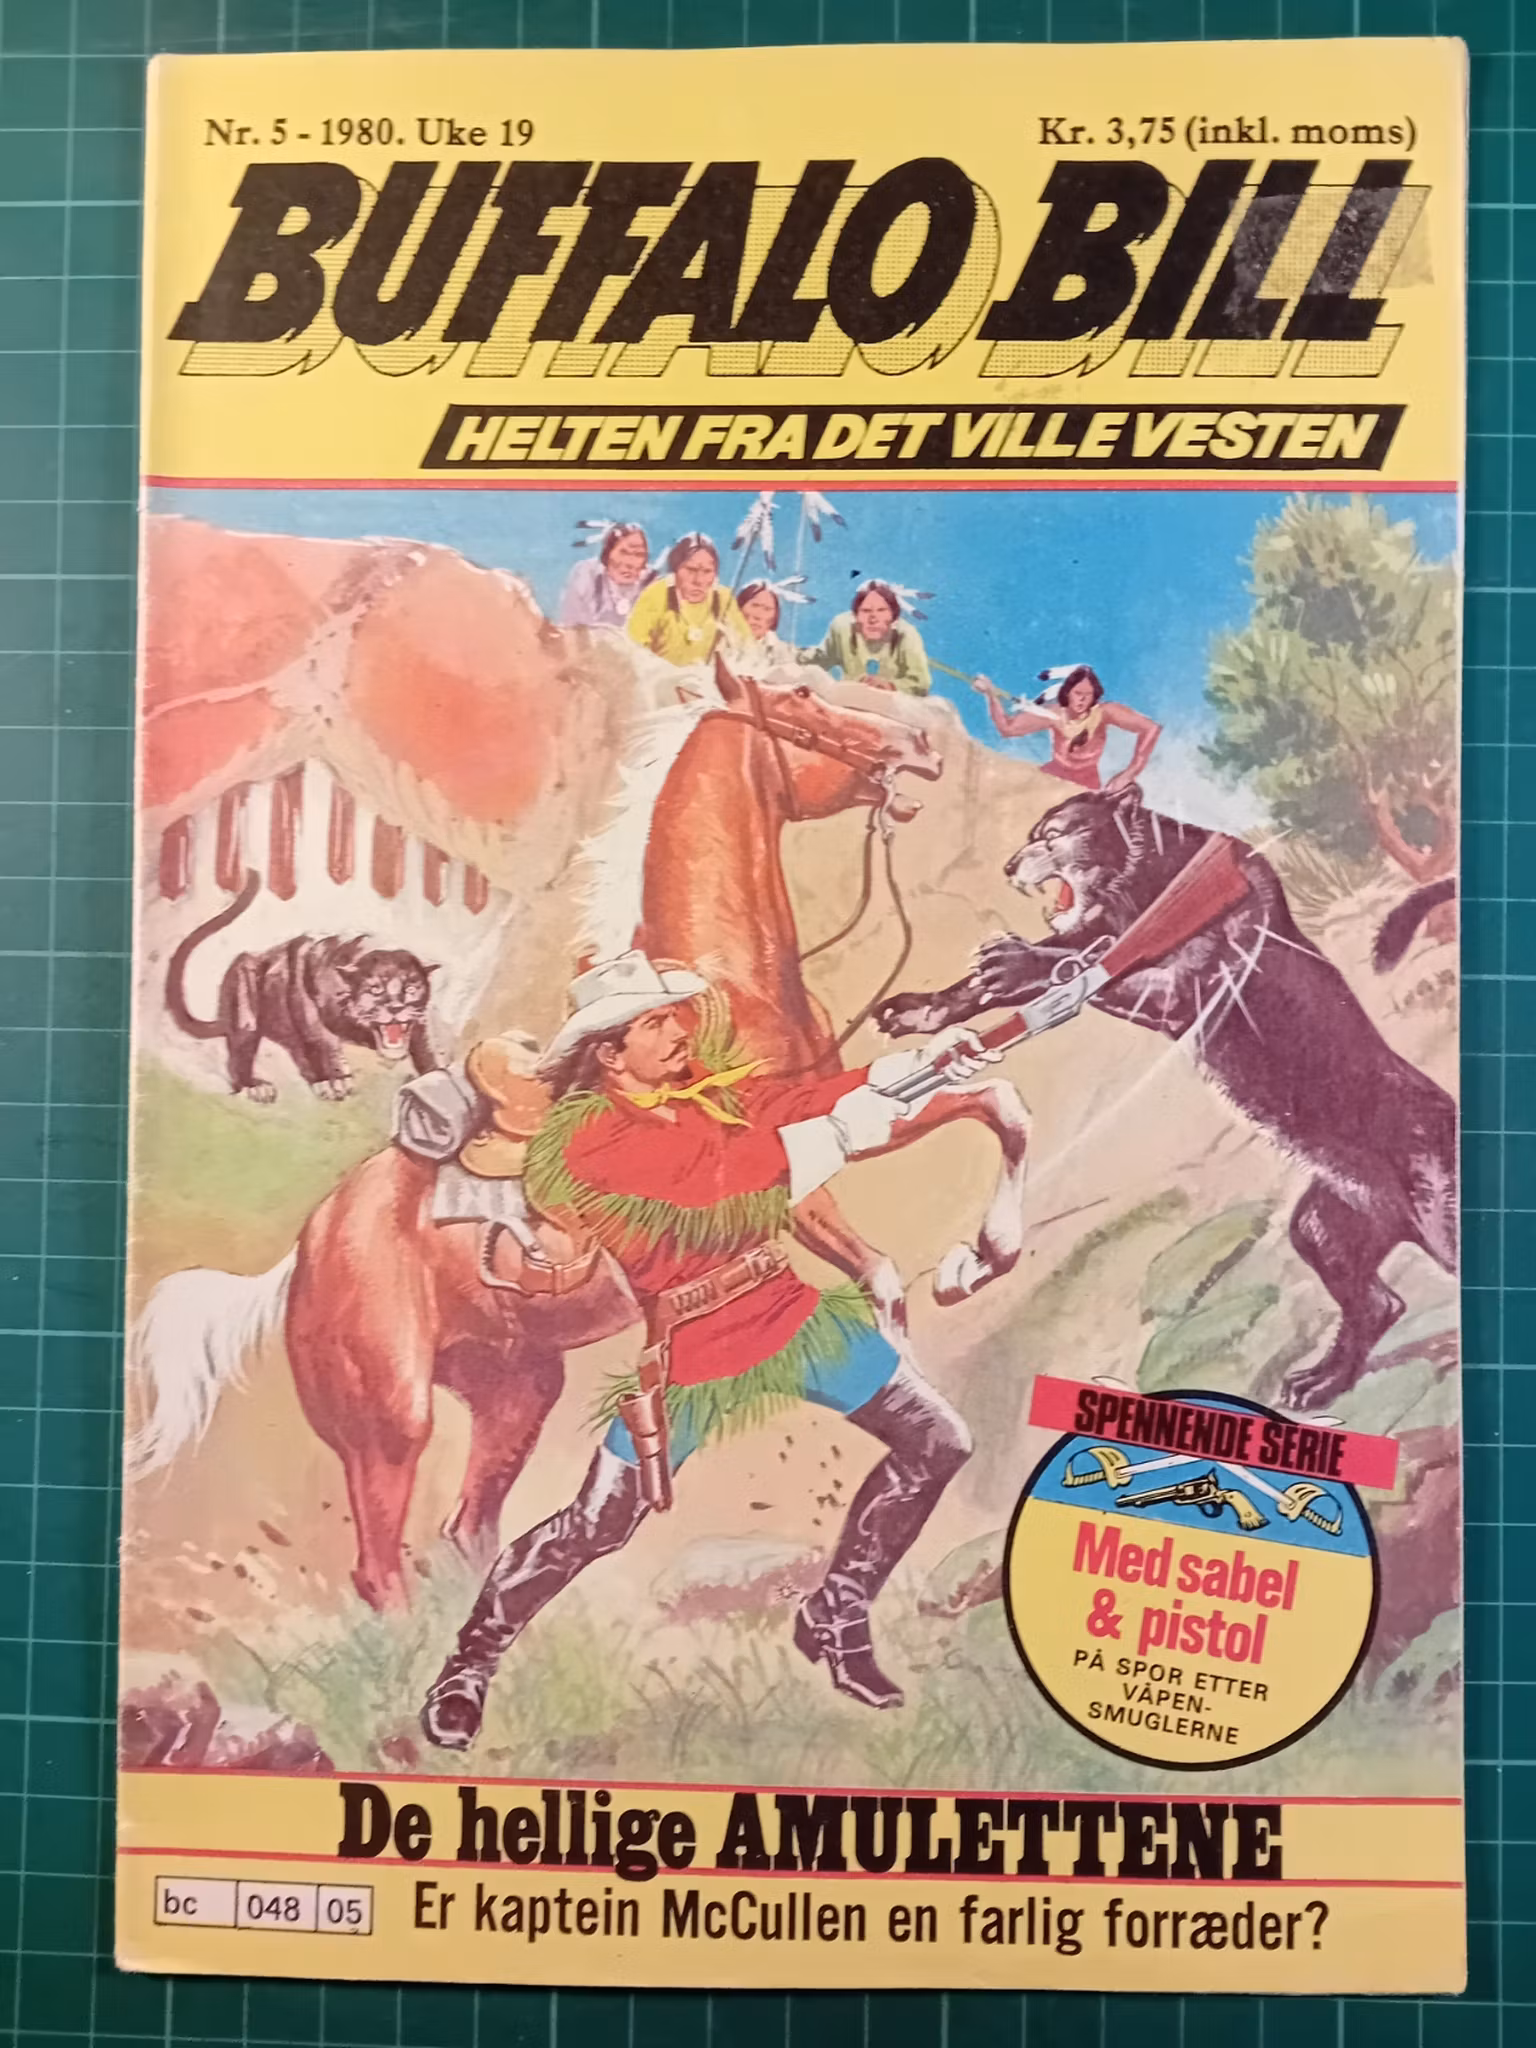 Nr. 5 - 1980. Uke 19
Kr. 3,75 (inkl. moms)
BUFFALO BILL
HELTEN FRA DET VILLE VESTEN
SPENNENDE SERIE
Med sabel
& pistol
PÅ SPOR ETTER
VÅPEN-
SMUGLERNE
De hellige AMULETTENE
bc 048 05
Er kaptein McCullen en farlig forræder?